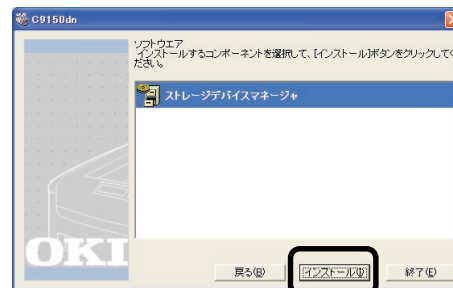 C9150dn
ソフトウエア
インストールするコンポーネントを選択して、[インストール]ボタンをクリックしてく
ださい。
ストレージデバイスマネージャ
OKI
戻る(B)
インストール(I)
終了(E)